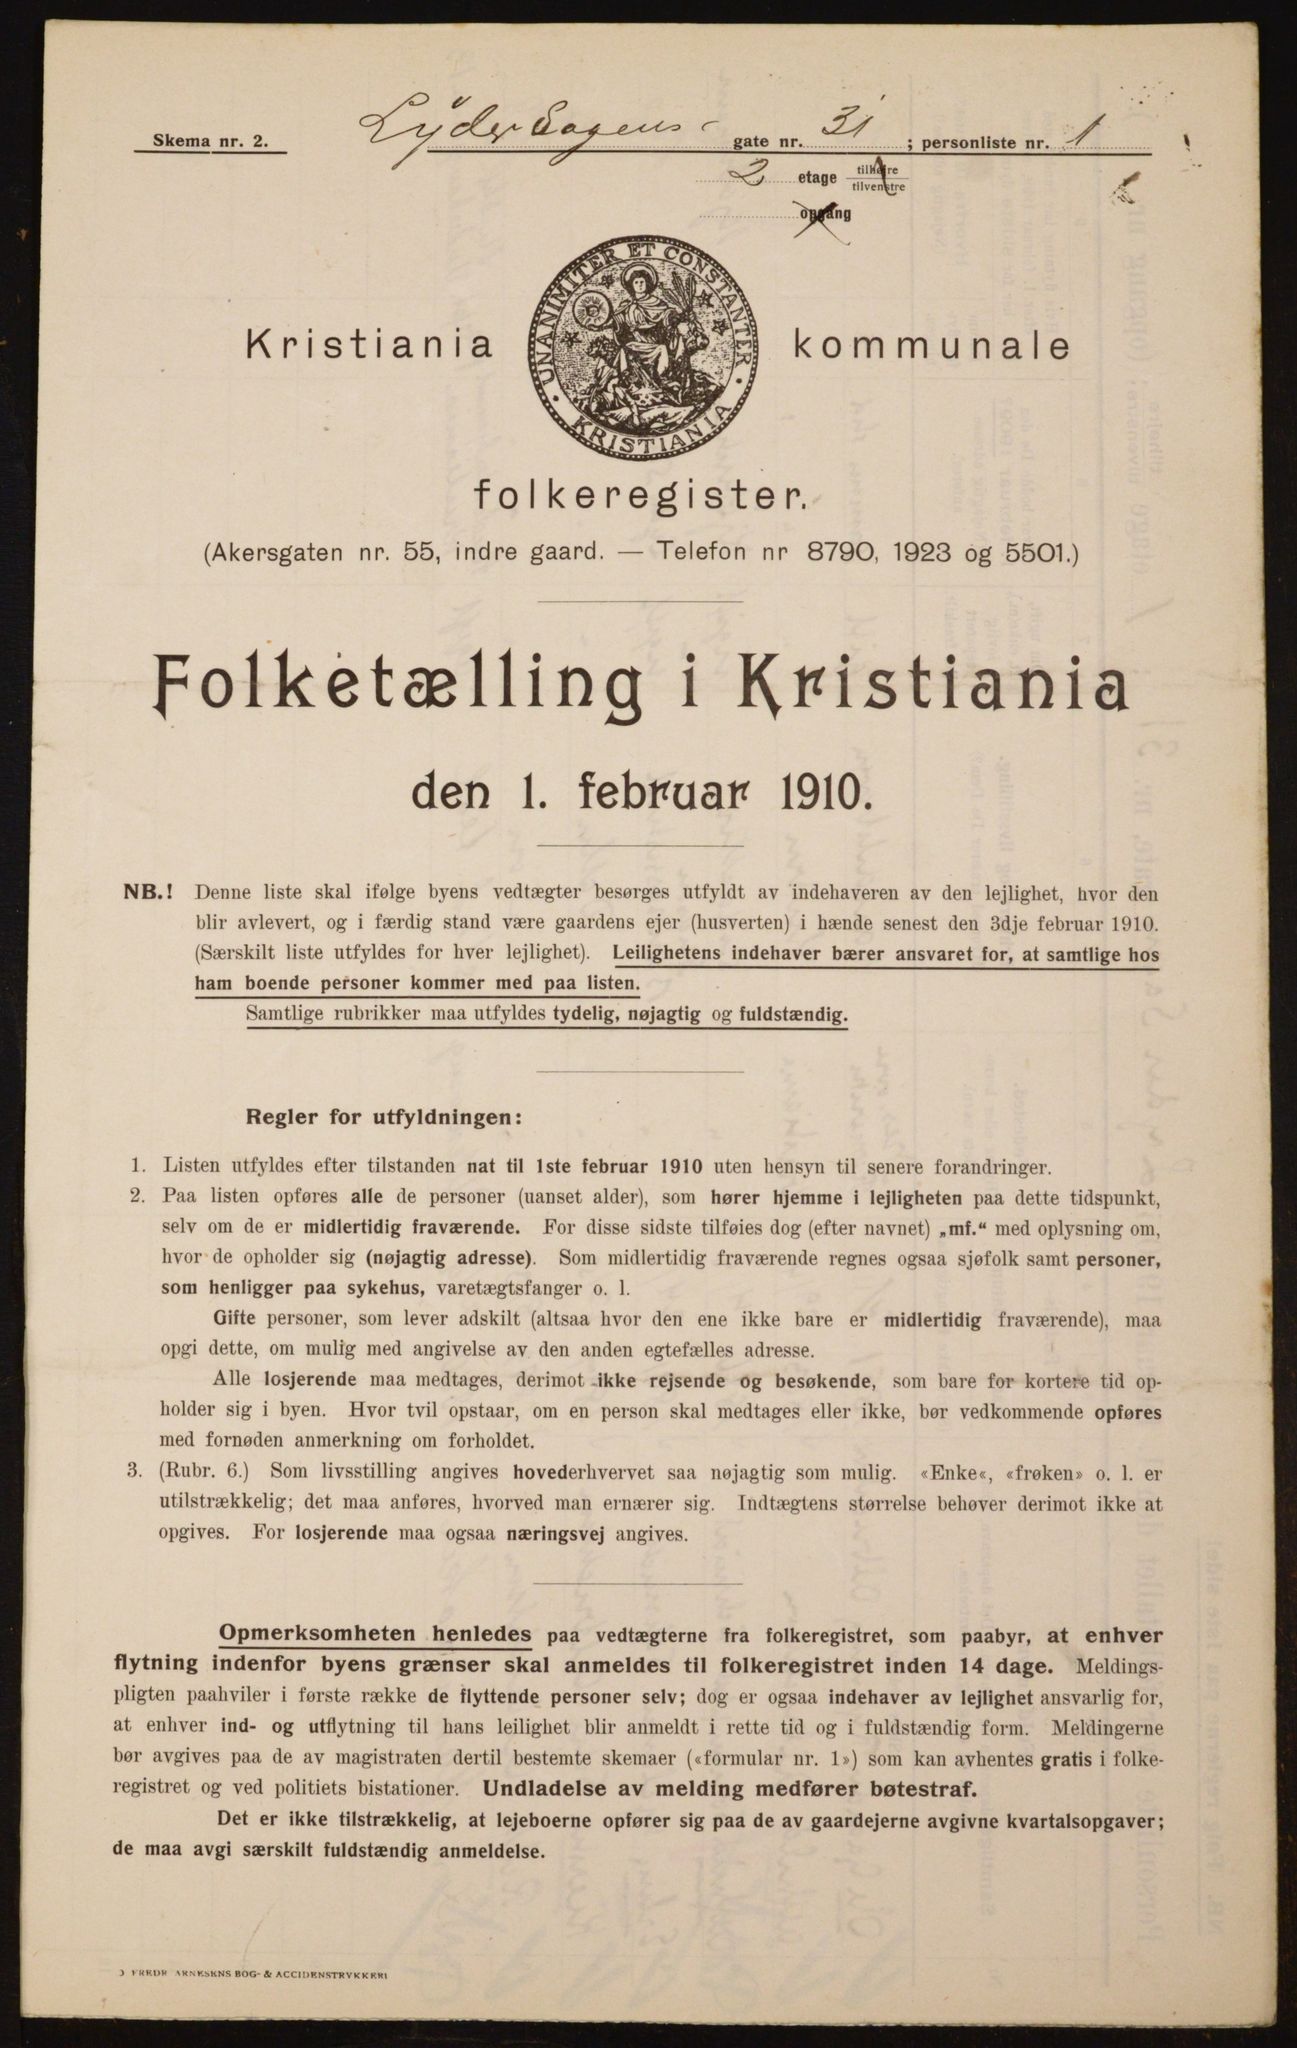 Skema nr. 2.
Lyder Sagens gate nr. 31 ; personliste nr. 1
2 etage tilhøire
tilvenstre
opgang
UNANIMITER ET CONSTANTER
KRISTIANIA
Kristiania kommunale
folkeregister.
(Akersgaten nr. 55, indre gaard. — Telefon nr 8790, 1923 og 5501.)
Folketælling i Kristiania
den 1. februar 1910.
NB.! Denne liste skal ifølge byens vedtægter besørges utfyldt av indehaveren av den lejlighet, hvor den
blir avlevert, og i færdig stand være gaardens ejer (husverten) i hænde senest den 3dje februar 1910.
(Særskilt liste utfyldes for hver lejlighet). Leilighetens indehaver bærer ansvaret for, at samtlige hos
ham boende personer kommer med paa listen.
Samtlige rubrikker maa utfyldes tydelig, nøjagtig og fuldstændig.
Regler for utfyldningen:
1. Listen utfyldes efter tilstanden nat til 1ste februar 1910 uten hensyn til senere forandringer.
2. Paa listen opføres alle de personer (uanset alder), som hører hjemme i lejligheten paa dette tidspunkt,
selv om de er midlertidig fraværende. For disse sidste tilføies dog (efter navnet) „mf.“ med oplysning om,
hvor de opholder sig (nøjagtig adresse). Som midlertidig fraværende regnes ogsaa sjøfolk samt personer,
som henligger paa sykehus, varetægtsfanger o. l.
Gifte personer, som lever adskilt (altsaa hvor den ene ikke bare er midlertidig fraværende), maa
opgi dette, om mulig med angivelse av den anden egtefælles adresse.
Alle losjerende maa medtages, derimot ikke rejsende og besøkende, som bare for kortere tid op-
holder sig i byen. Hvor tvil opstaar, om en person skal medtages eller ikke, bør vedkommende opføres
med fornøden anmerkning om forholdet.
3. (Rubr. 6.) Som livsstilling angives hovederhvervet saa nøjagtig som mulig. «Enke«, «frøken» o. l. er
utilstrækkelig; det maa anføres, hvorved man ernærer sig. Indtægtens størrelse behøver derimot ikke at
opgives. For losjerende maa ogsaa næringsvej angives.
Opmerksomheten henledes paa vedtægterne fra folkeregistret, som paabyr, at enhver
flytning indenfor byens grænser skal anmeldes til folkeregistret inden 14 dage. Meldings-
pligten paahviler i første række de flyttende personer selv; dog er ogsaa indehaver av lejlighet ansvarlig for,
at enhver ind- og utflytning til hans leilighet blir anmeldt i rette tid og i fuldstændig form. Meldingerne
bør avgives paa de av magistraten dertil bestemte skemaer («formular nr. 1») som kan avhentes gratis i folke-
registret og ved politiets bistationer. Undladelse av melding medfører bøtestraf.
Det er ikke tilstrækkelig, at lejeboerne opfører sig paa de av gaardejerne avgivne kvartalsopgaver;
de maa avgi særskilt fuldstændig anmeldelse.
FREDR ARNESENS BOG- & ACCIDENSTRYKKERI